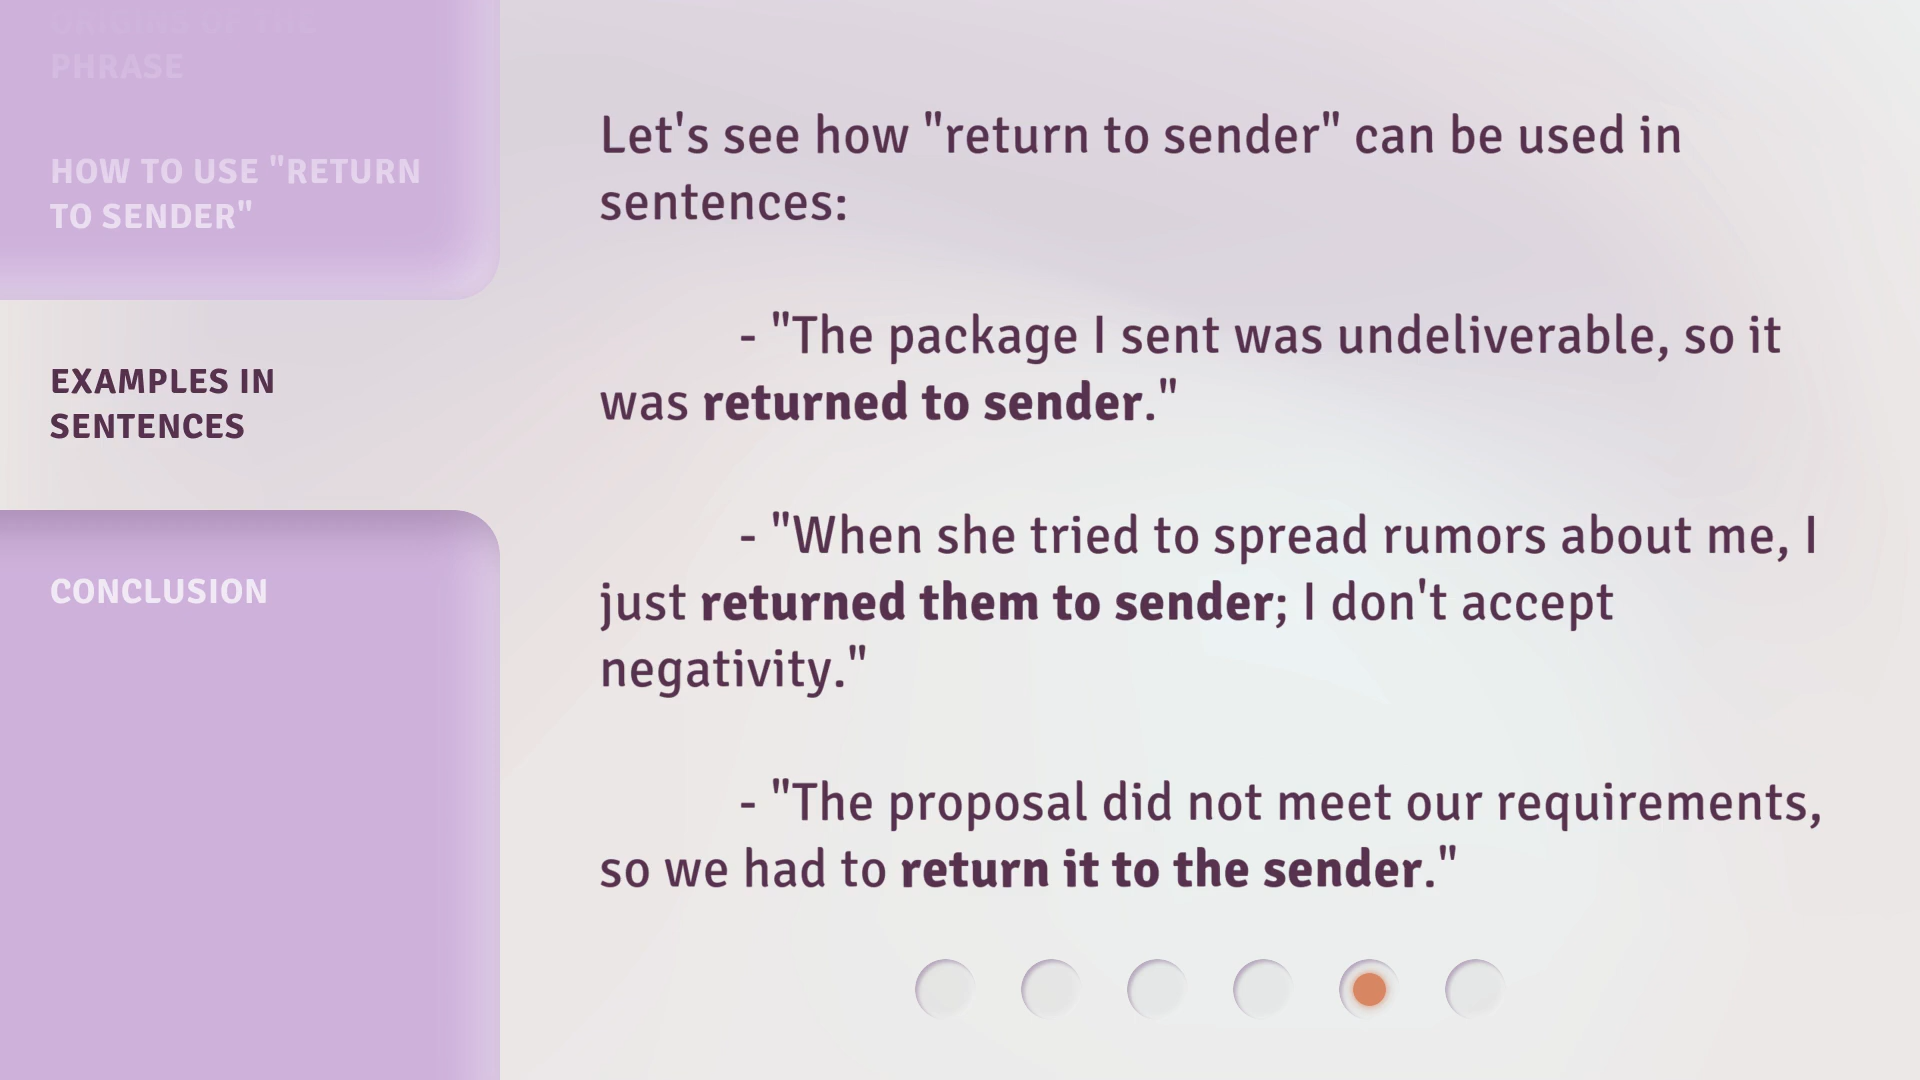 ORIGINS OF THE
PHRASE
HOW TO USE "RETURN
TO SENDER"
EXAMPLES IN
SENTENCES
CONCLUSION
Let's see how "return to sender" can be used in
sentences:
- "The package I sent was undeliverable, so it
was returned to sender."
- "When she tried to spread rumors about me, I
just returned them to sender; I don't accept
negativity."
- "The proposal did not meet our requirements,
so we had to return it to the sender."